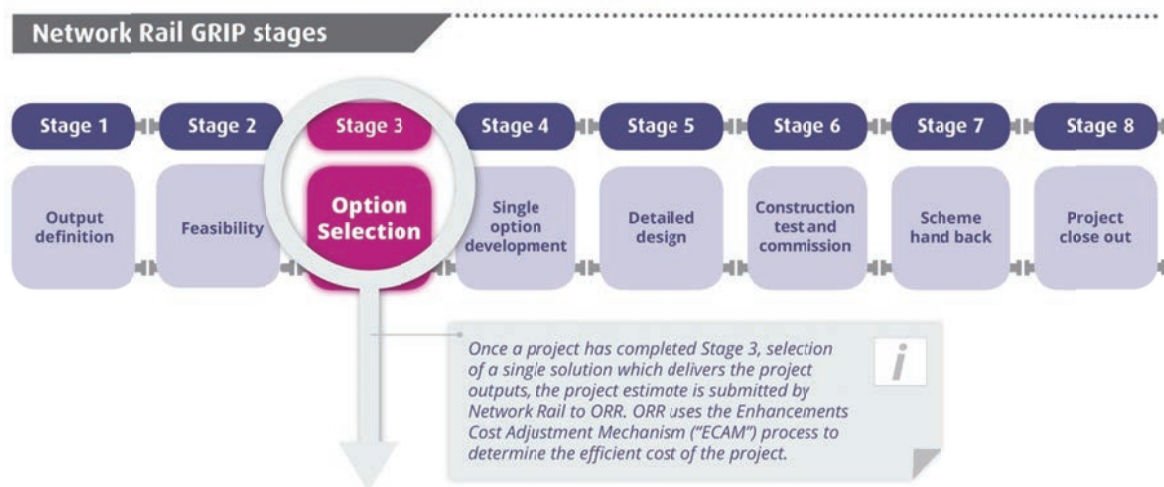 Network Rail GRIP stages
Stage 1
Stage 2
Stage 3
Stage 4
Stage 5
Stage 6
Stage 7
Stage 8
Output
definition
Feasibility
Option
Selection
Single
option
development
Detailed
design
Construction
test and
commission
Scheme
hand back
Project
close out
Once a project has completed Stage 3, selection
of a single solution which delivers the project
outputs, the project estimate is submitted by
Network Rail to ORR. ORR uses the Enhancements
Cost Adjustment Mechanism (“ECAM”) process to
determine the efficient cost of the project.
i